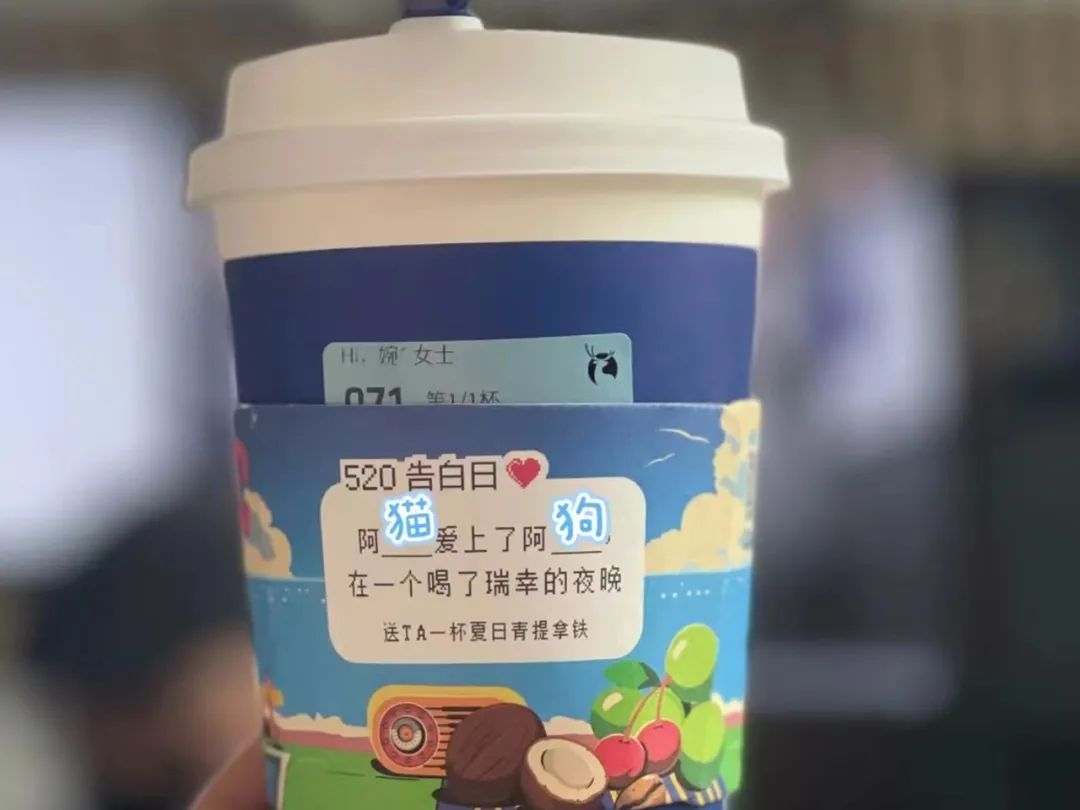 Hi, 婉 女士
071 第1/1杯
520 告白日
阿猫爱上了阿狗,
在一个喝了瑞幸的夜晚
送TA一杯夏日青提拿铁